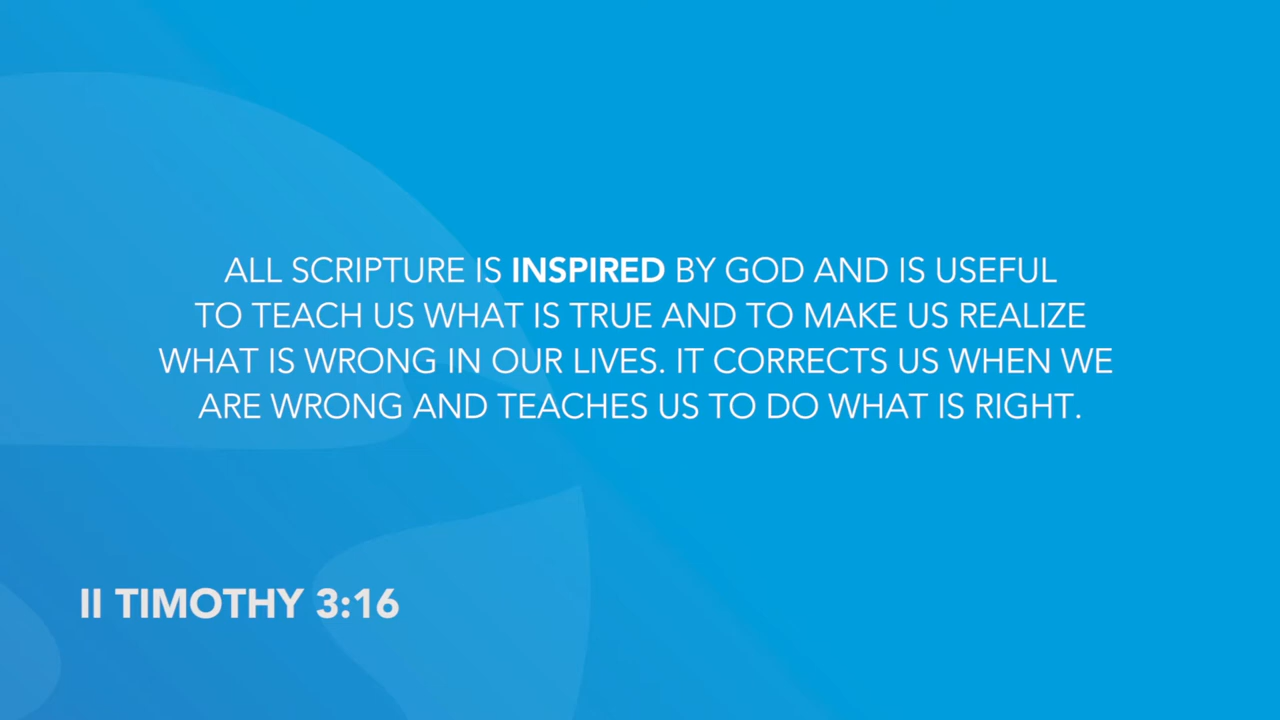 ALL SCRIPTURE IS INSPIRED BY GOD AND IS USEFUL
TO TEACH US WHAT IS TRUE AND TO MAKE US REALIZE
WHAT IS WRONG IN OUR LIVES. IT CORRECTS US WHEN WE
ARE WRONG AND TEACHES US TO DO WHAT IS RIGHT.
II TIMOTHY 3:16